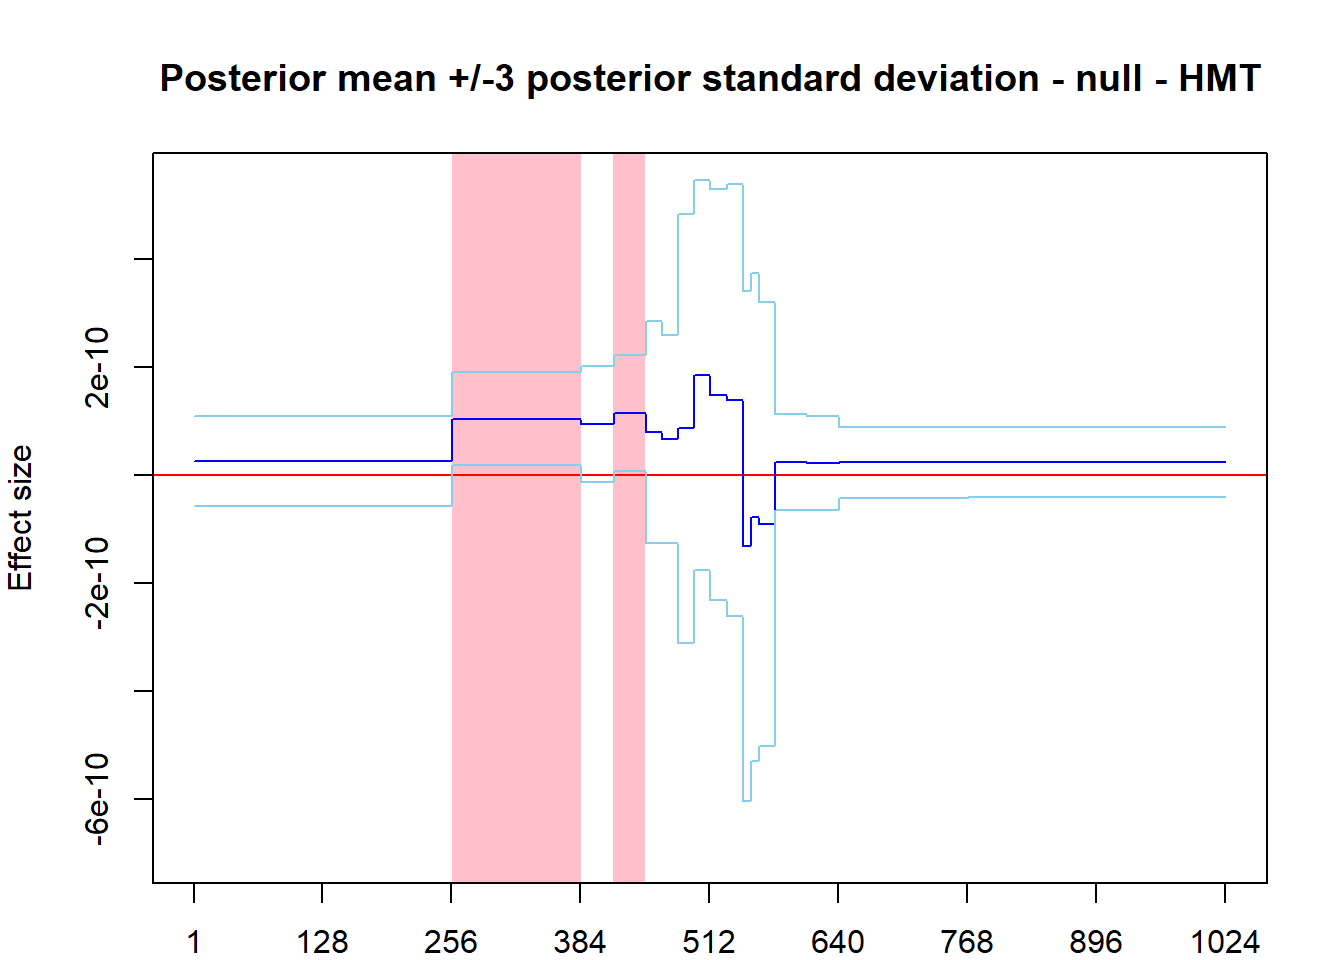 Posterior mean +/-3 posterior standard deviation - null - HMT
Effect size
2e-10
-2e-10
-6e-10
1 128 256 384 512 640 768 896 1024